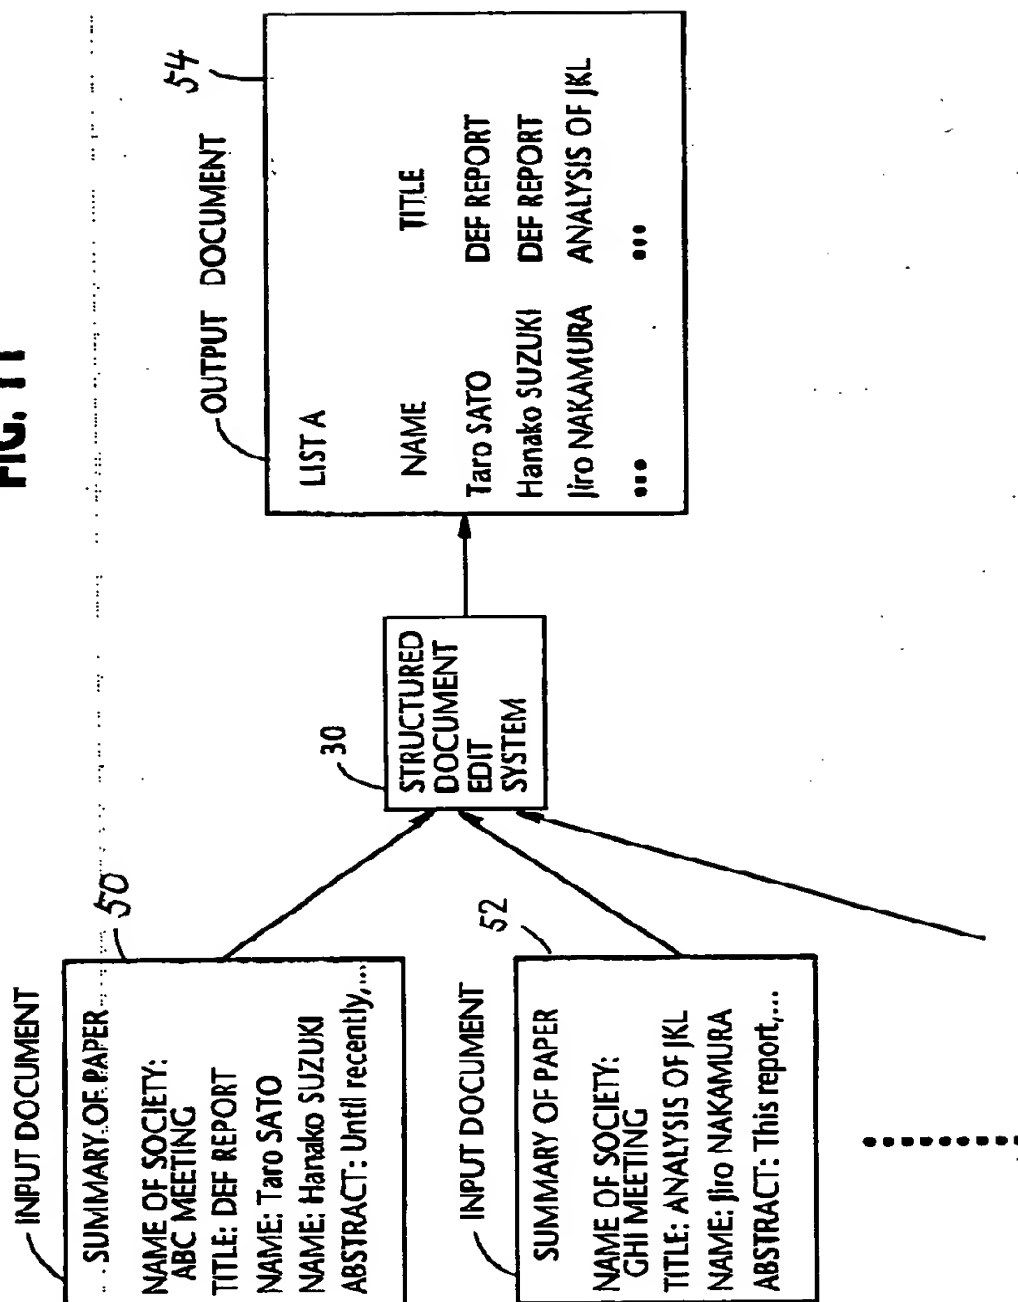 FIG. 11
INPUT DOCUMENT
50
SUMMARY OF PAPER
NAME OF SOCIETY:
ABC MEETING
TITLE: DEF REPORT
NAME: Taro SATO
NAME: Hanako SUZUKI
ABSTRACT: Until recently,...
INPUT DOCUMENT
52
SUMMARY OF PAPER
NAME OF SOCIETY:
GHI MEETING
TITLE: ANALYSIS OF JKL
NAME: Jiro NAKAMURA
ABSTRACT: This report,...
30
STRUCTURED
DOCUMENT
EDIT
SYSTEM
OUTPUT DOCUMENT
54
LIST A
NAME TITLE
Taro SATO DEF REPORT
Hanako SUZUKI DEF REPORT
Jiro NAKAMURA ANALYSIS OF JKL
••• •••